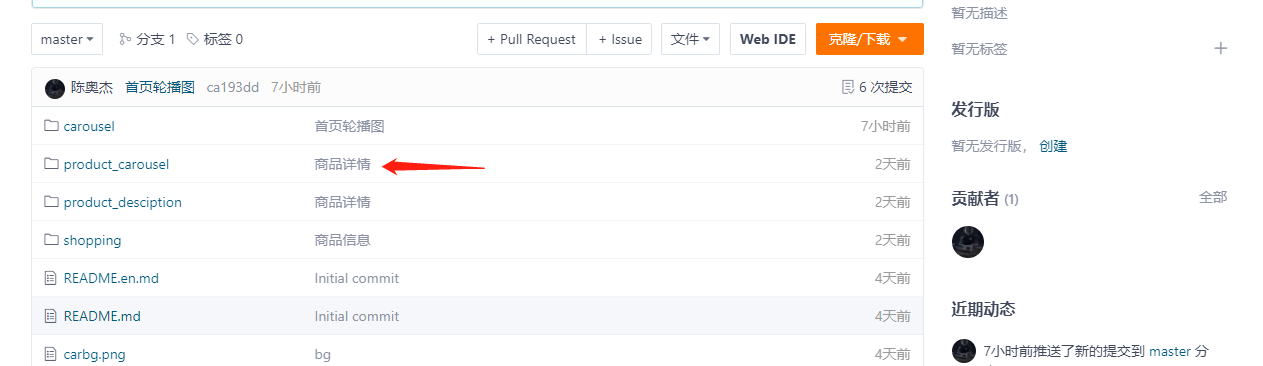 master 分支 1 标签 0 + Pull Request + Issue 文件 Web IDE 克隆/下载
陈奥杰 首页轮播图 ca193dd 7小时前 6 次提交
carousel 首页轮播图 7小时前
product_carousel 商品详情 2天前
product_desciption 商品详情 2天前
shopping 商品信息 2天前
README.en.md Initial commit 4天前
README.md Initial commit 4天前
carbg.png bg 4天前
暂无描述
暂无标签
发行版
暂无发行版， 创建
贡献者 (1) 全部
近期动态
7小时前推送了新的提交到 master 分